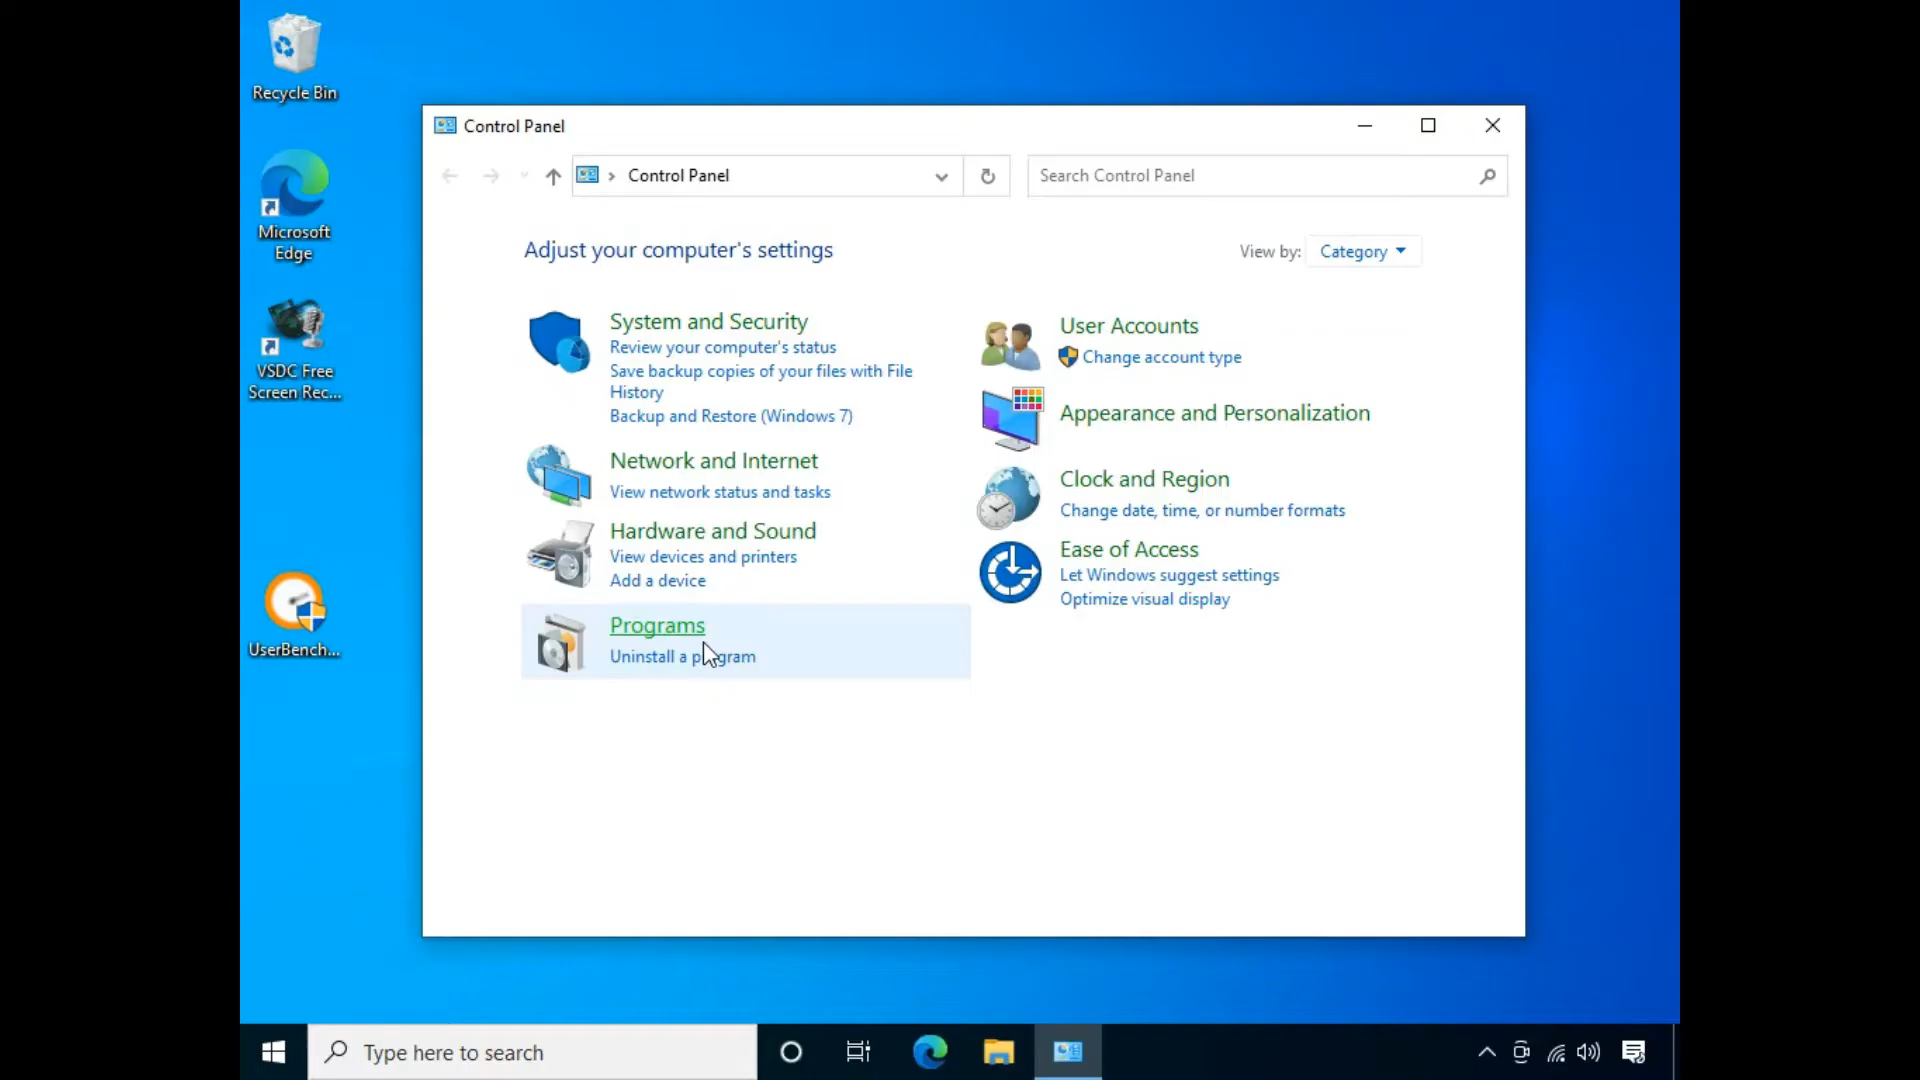 Recycle Bin
Microsoft
Edge
VSDC Free
Screen Rec...
UserBench...
Control Panel
Control Panel
Search Control Panel
Adjust your computer's settings
View by:
Category
System and Security
Review your computer's status
Save backup copies of your files with File
History
Backup and Restore (Windows 7)
Network and Internet
View network status and tasks
Hardware and Sound
View devices and printers
Add a device
Programs
Uninstall a program
User Accounts
Change account type
Appearance and Personalization
Clock and Region
Change date, time, or number formats
Ease of Access
Let Windows suggest settings
Optimize visual display
Type here to search